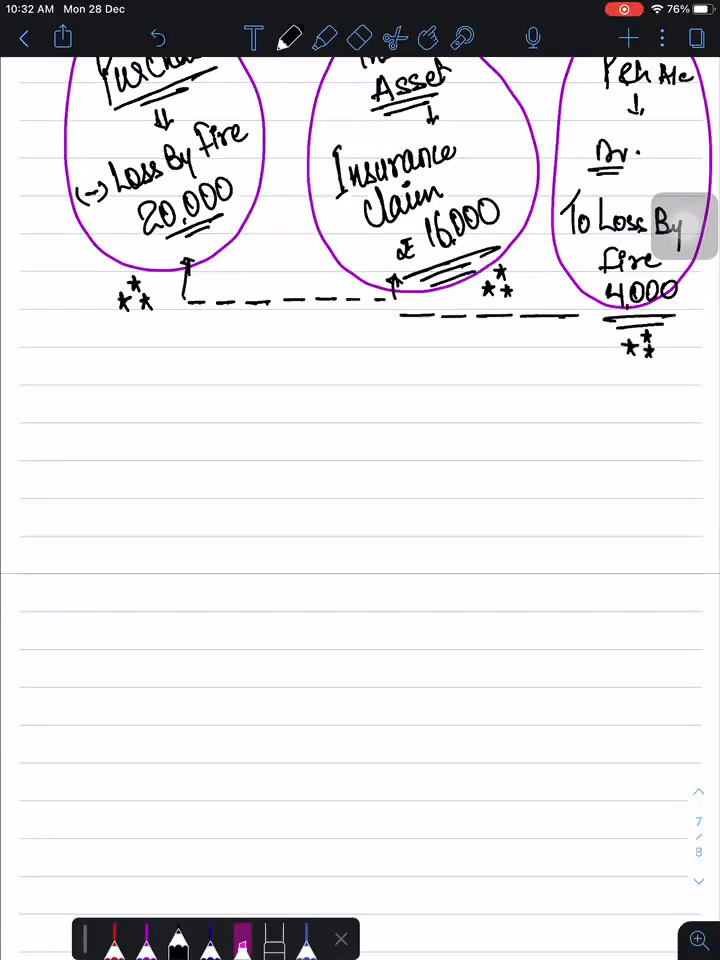 10:32 AM Mon 28 Dec
76%
T
Asset
P&L A/c
(-) Loss By Fire
20,000
Insurance
Claim
₹ 16,000
Dr.
To Loss By
Fire
4,000
7
/
8